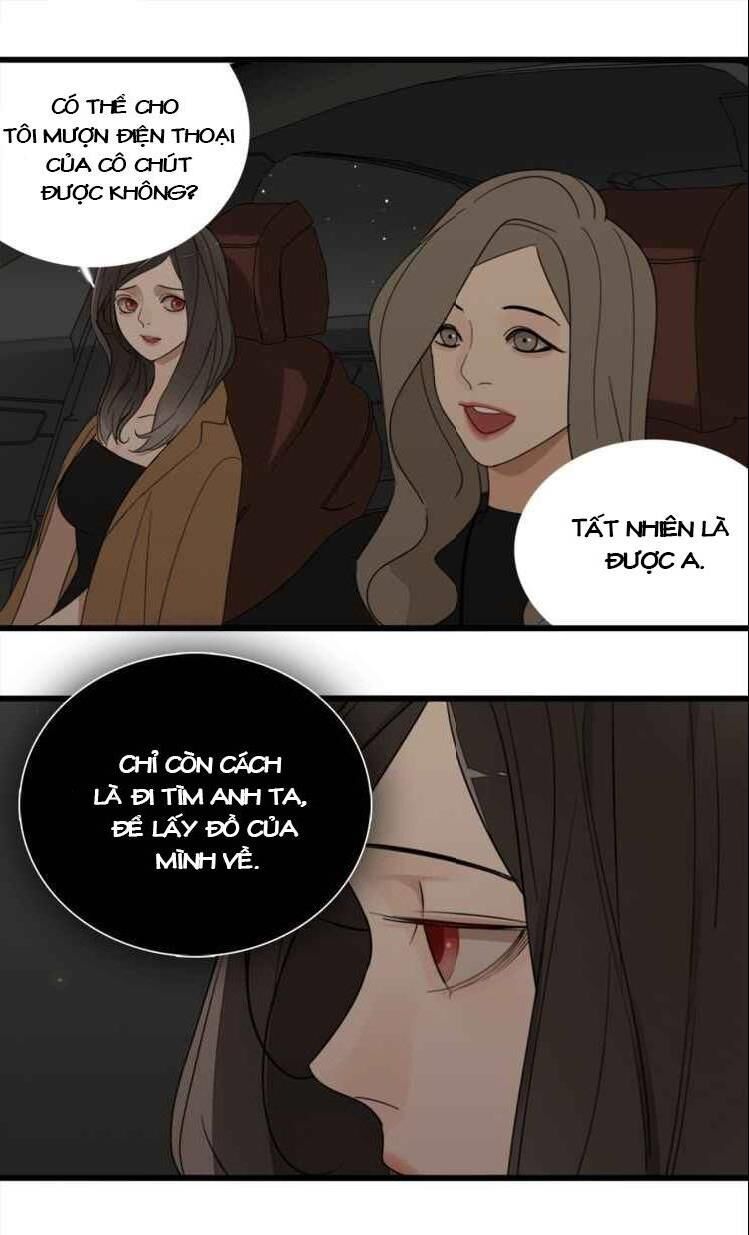 CÓ THỂ CHO
TÔI MƯỢN ĐIỆN THOẠI
CỦA CÔ CHÚT
ĐƯỢC KHÔNG?
TẤT NHIÊN LÀ
ĐƯỢC A.
CHỈ CÒN CÁCH
LÀ ĐI TÌM ANH TA,
ĐỂ LẤY ĐỒ CỦA
MÌNH VỀ.